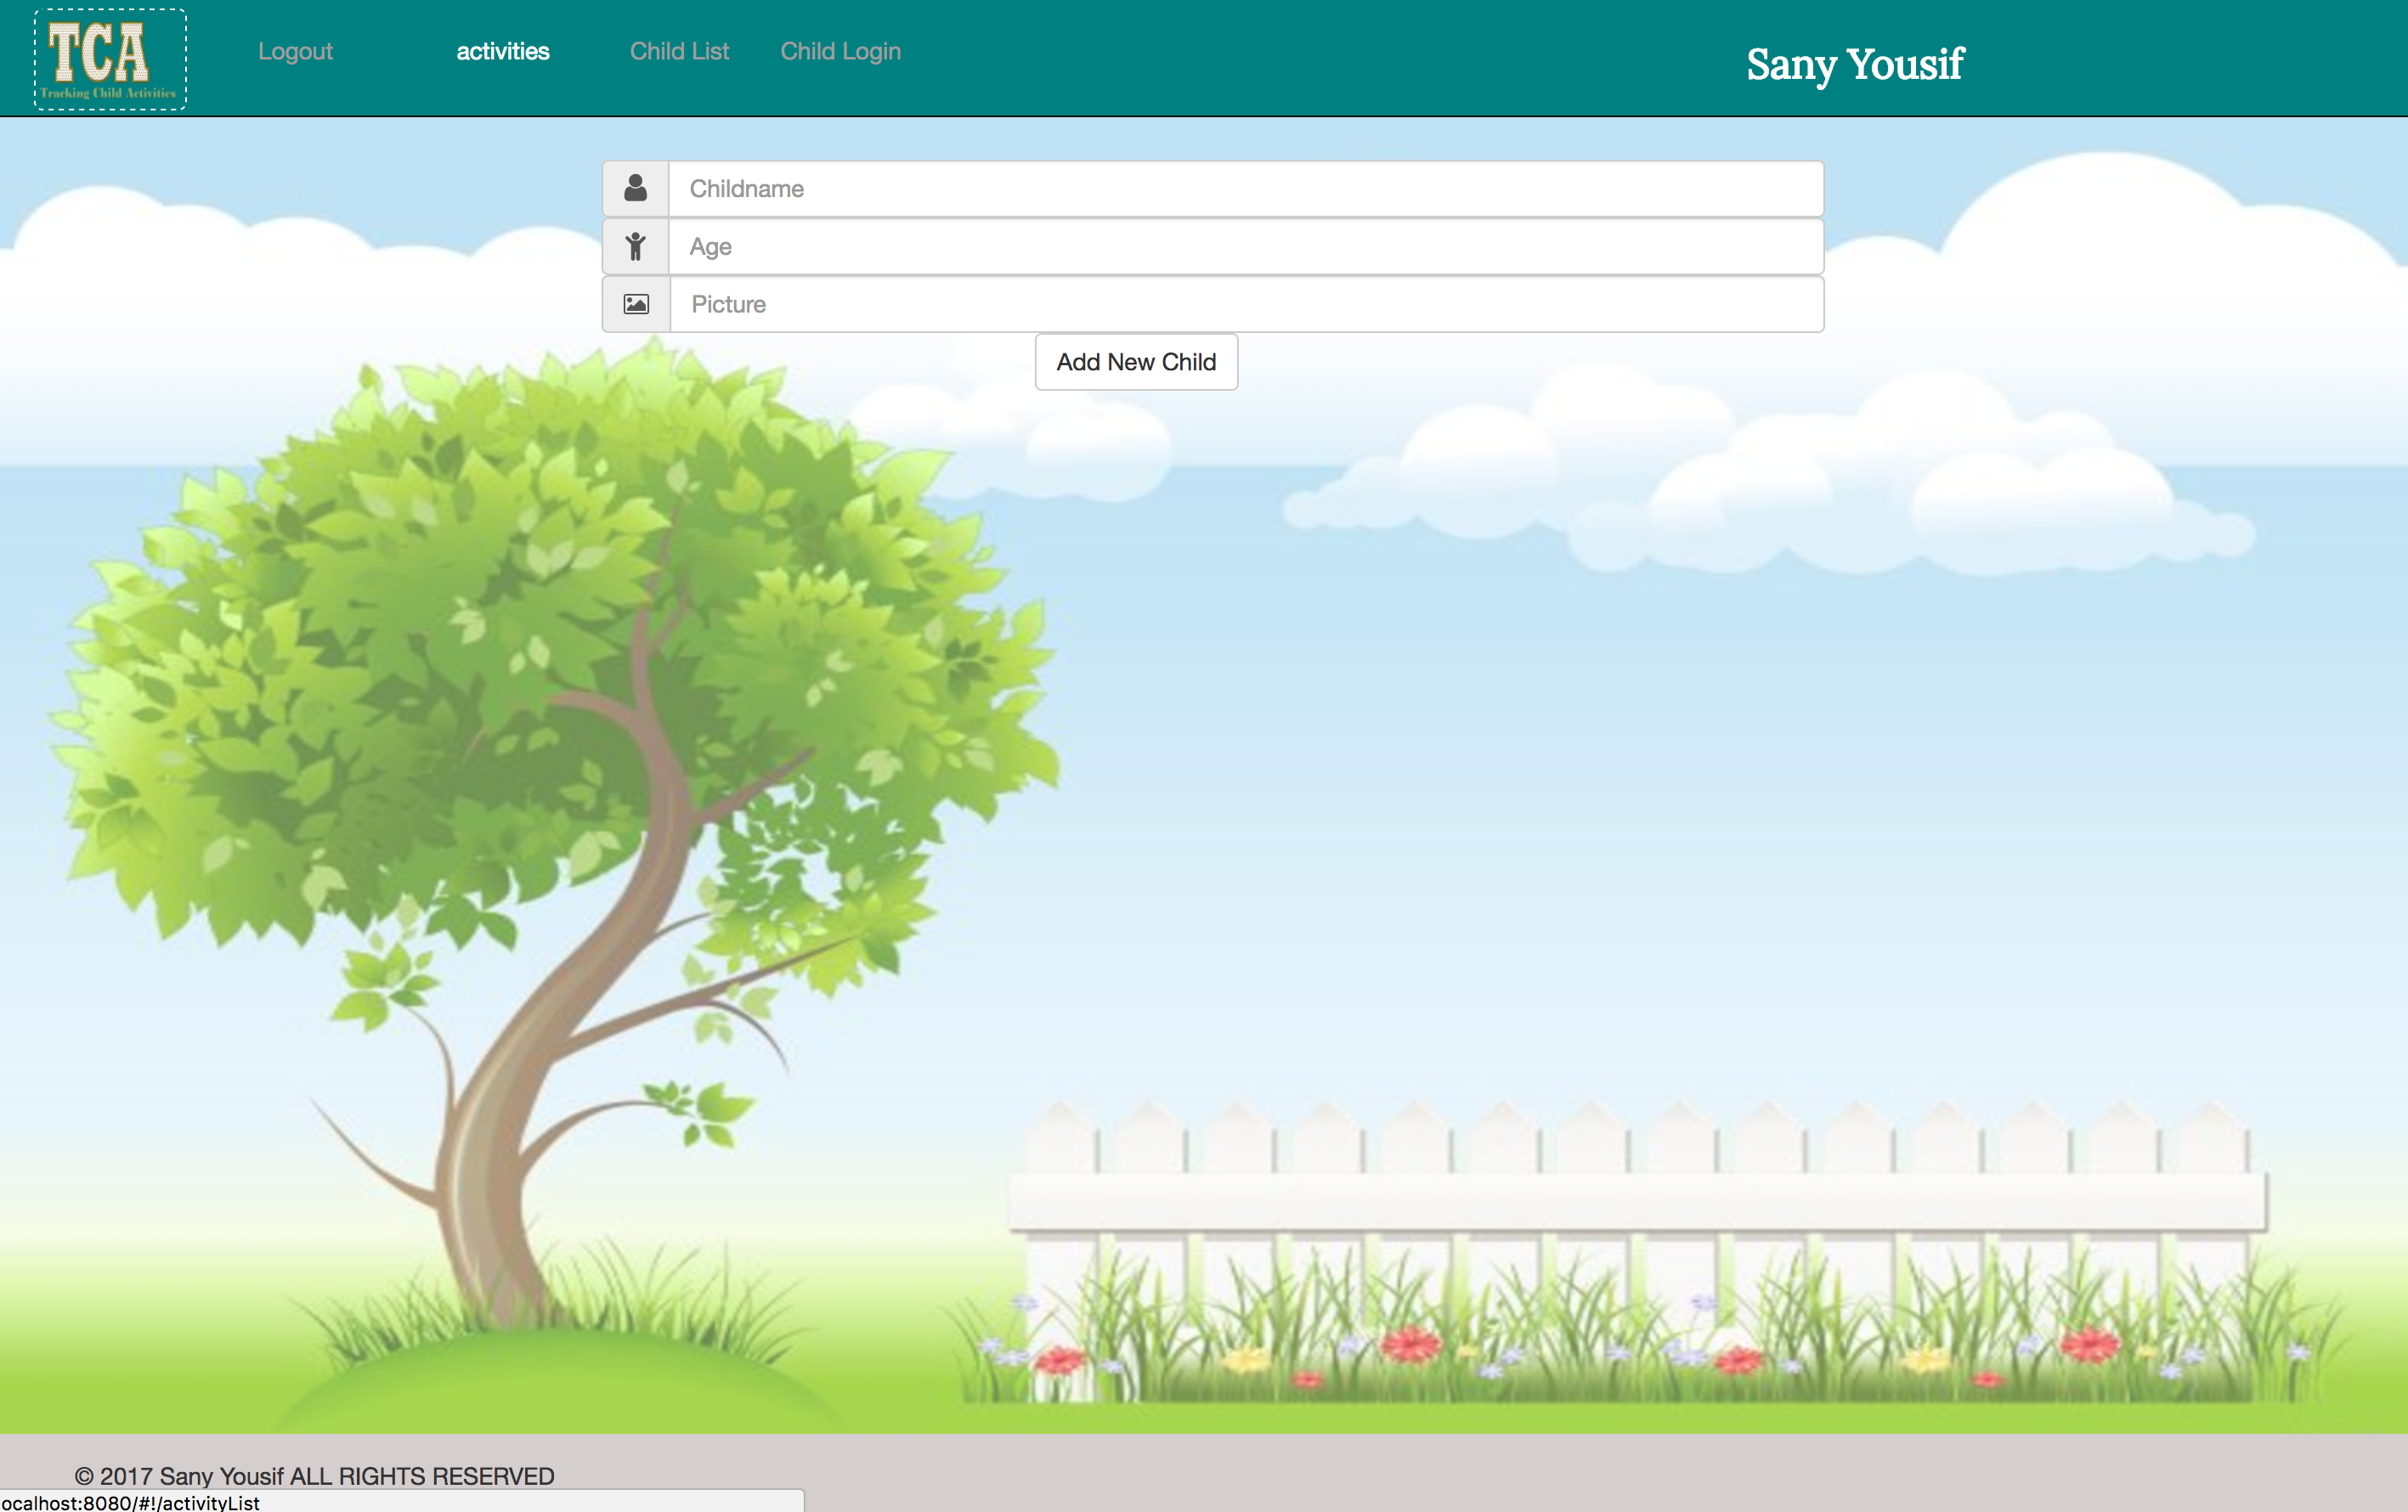 TCA
Tracking Child Activities
Logout activities Child List Child Login
Sany Yousif
Childname
Age
Picture
Add New Child
© 2017 Sany Yousif ALL RIGHTS RESERVED
ocalhost:8080/#!/activityList